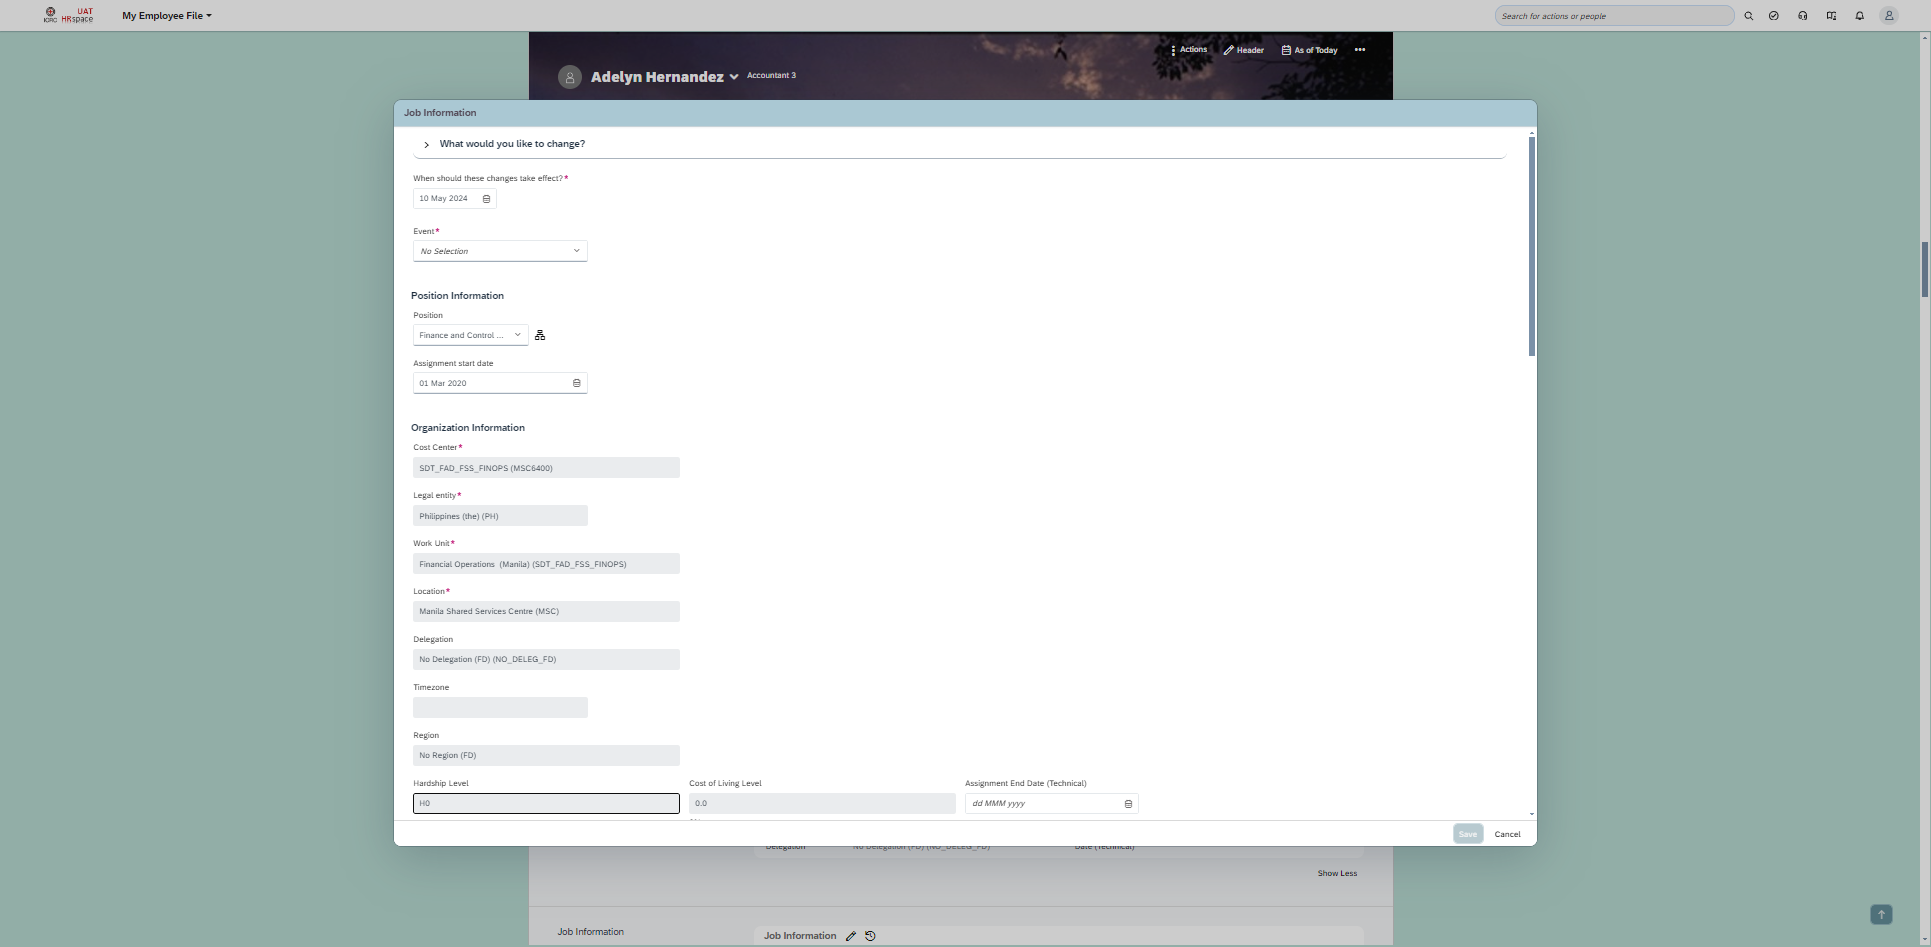 ICRC
UAT
HRspace
My Employee File
Search for actions or people
Actions
Header
As of Today
Adelyn Hernandez
Accountant 3
Job Information
What would you like to change?
When should these changes take effect?*
10 May 2024
Event*
No Selection
Position Information
Position
Finance and Control ...
Assignment start date
01 Mar 2020
Organization Information
Cost Center*
SDT_FAD_FSS_FINOPS (MSC6400)
Legal entity*
Philippines (the) (PH)
Work Unit*
Financial Operations  (Manila) (SDT_FAD_FSS_FINOPS)
Location*
Manila Shared Services Centre (MSC)
Delegation
No Delegation (FD) (NO_DELEG_FD)
Timezone
Region
No Region (FD)
Hardship Level Cost of Living Level Assignment End Date (Technical)
H0 0.0 dd MMM yyyy
Save Cancel
Delegation No Delegation (FD) (NO_DELEG_FD) Date (Technical)
Show Less
Job Information
Job Information